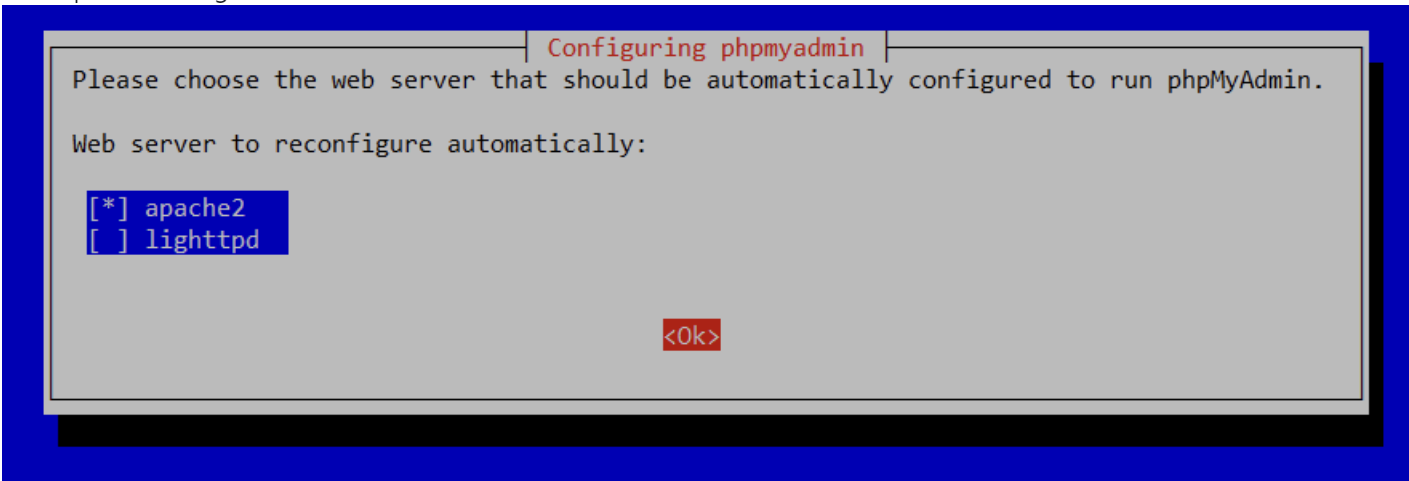 Configuring phpmyadmin
Please choose the web server that should be automatically configured to run phpMyAdmin.
Web server to reconfigure automatically:
[*] apache2
[ ] lighttpd
<Ok>